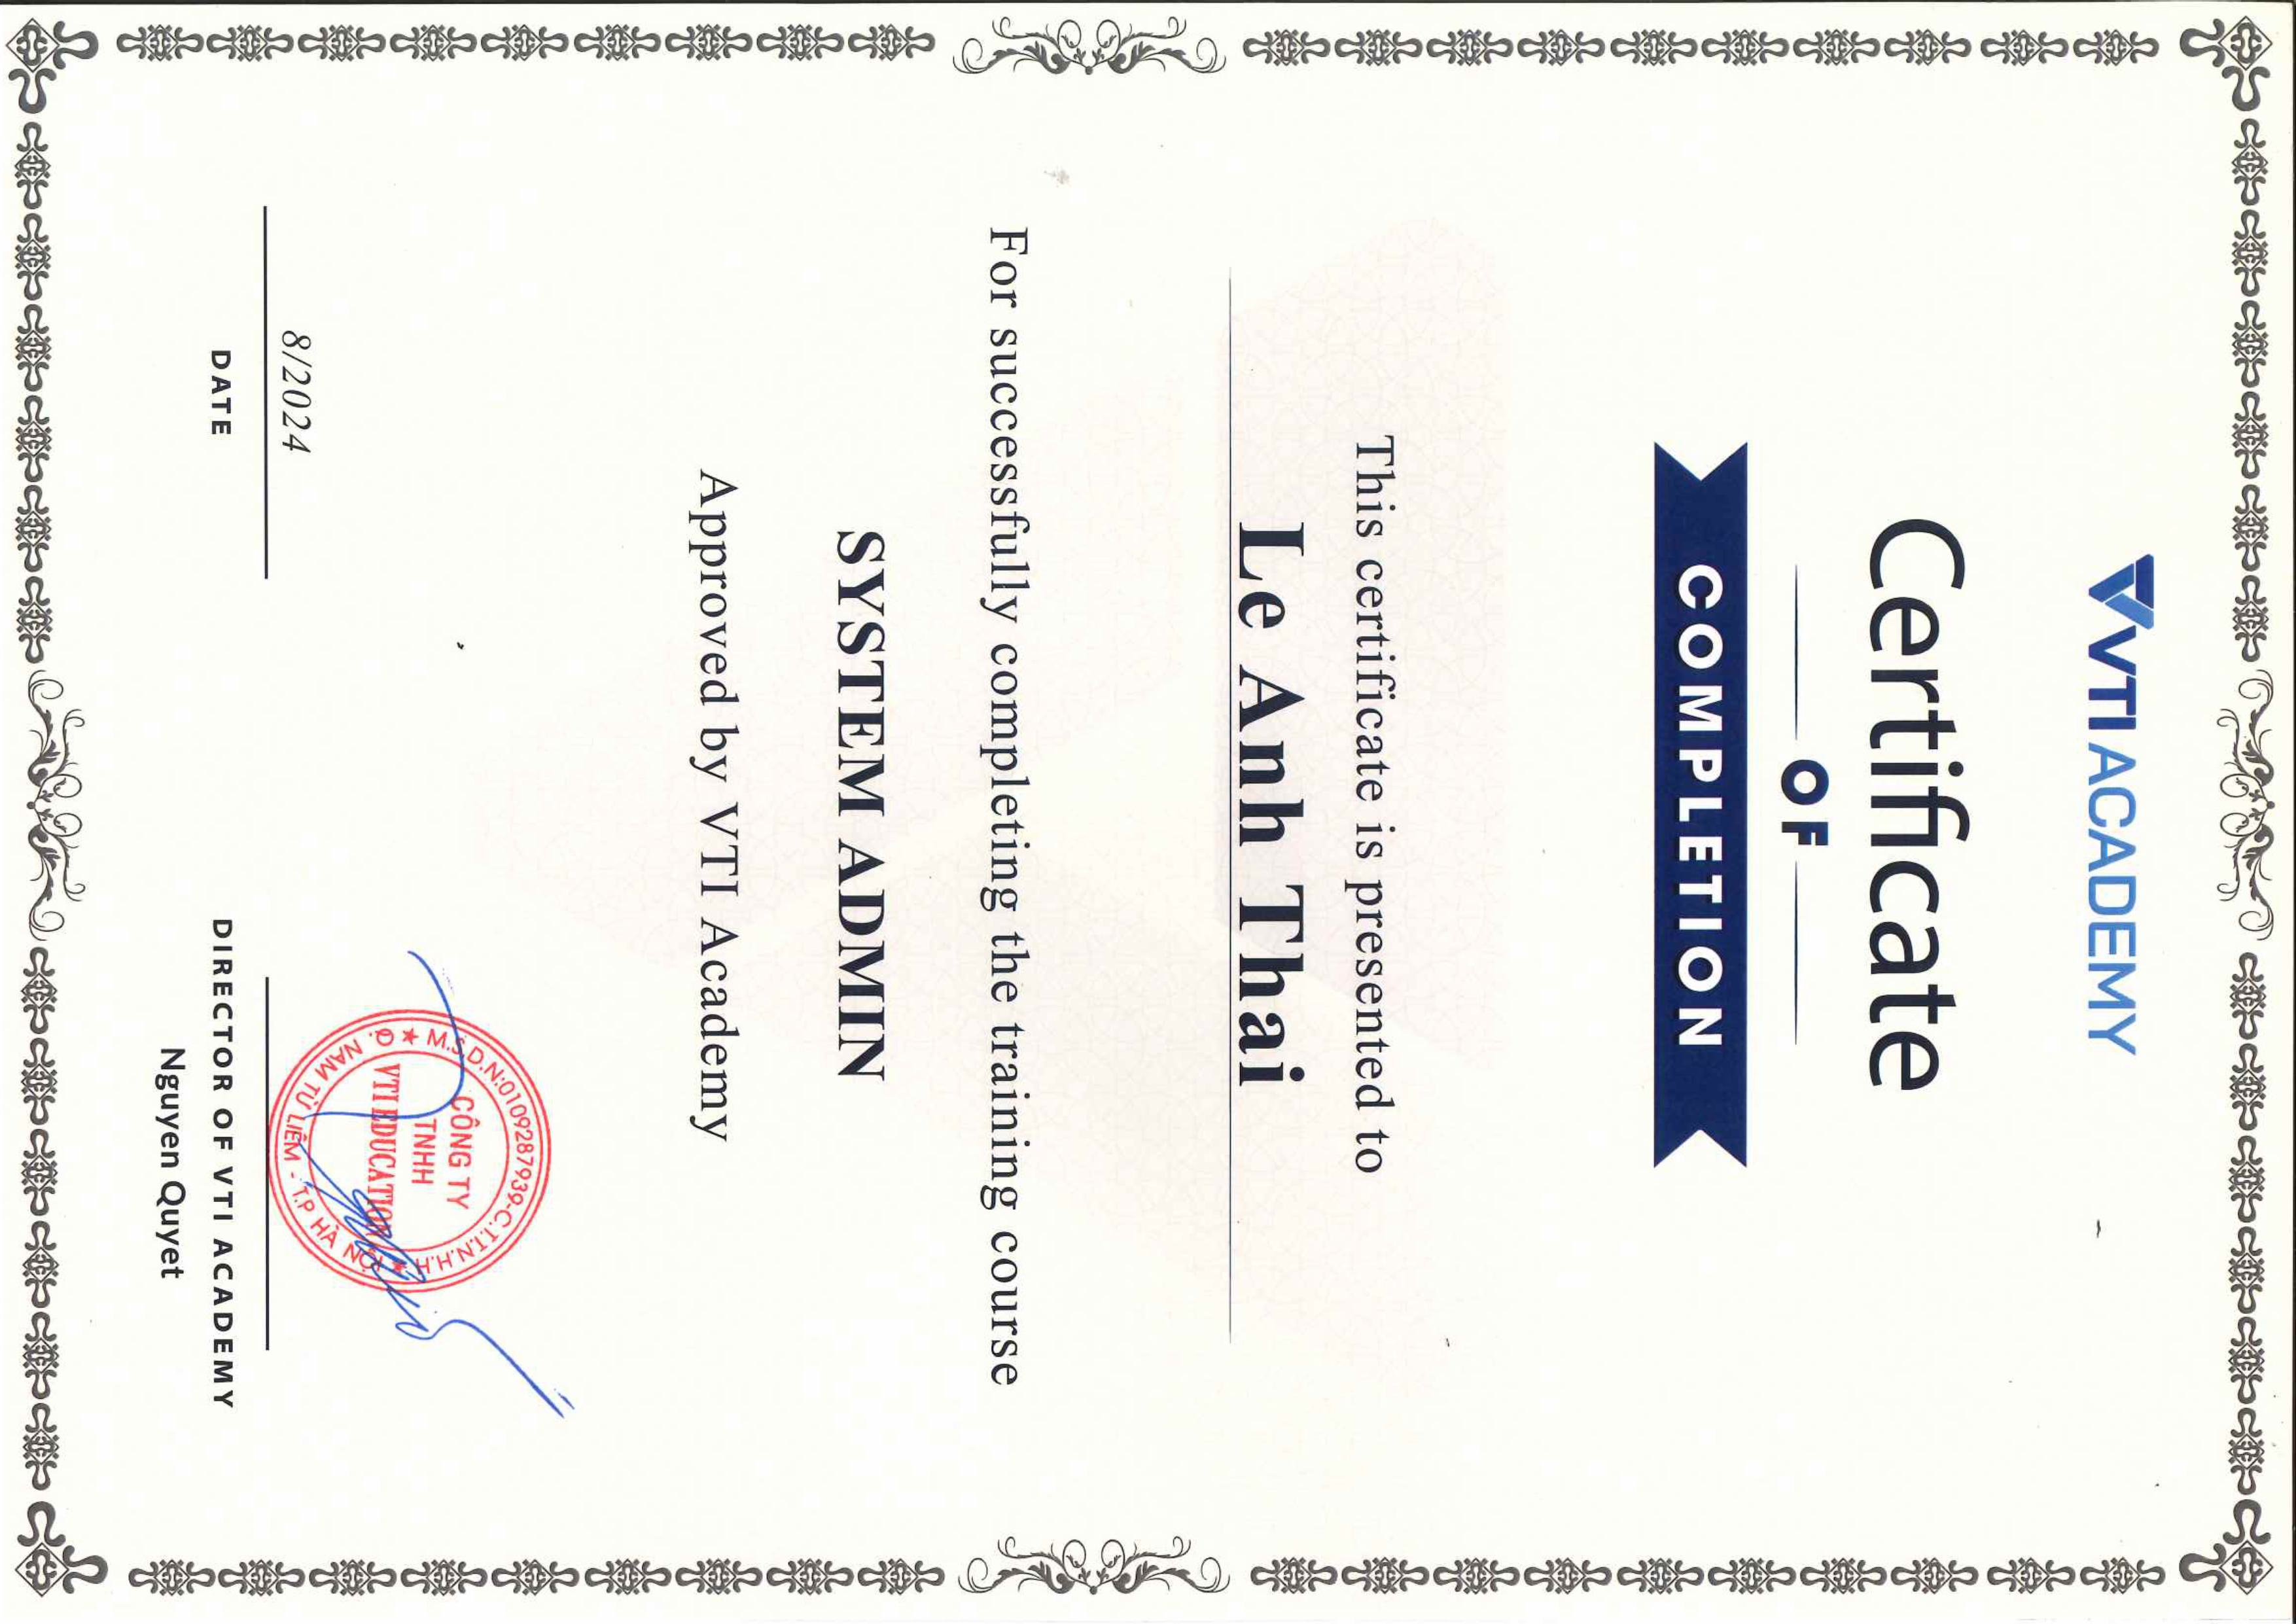 VTI ACADEMY
Certificate
OF
COMPLETION
This certificate is presented to
Le Anh Thai
For successfully completing the training course
SYSTEM ADMIN
Approved by VTI Academy
M.S.D.N:0109287939-C.T.T.N.H.H
CÔNG TY
TNHH
VTI EDUCATION
Q. NAM TỪ LIÊM - T.P HÀ NỘI
8/2024
DATE
DIRECTOR OF VTI ACADEMY
Nguyen Quyet